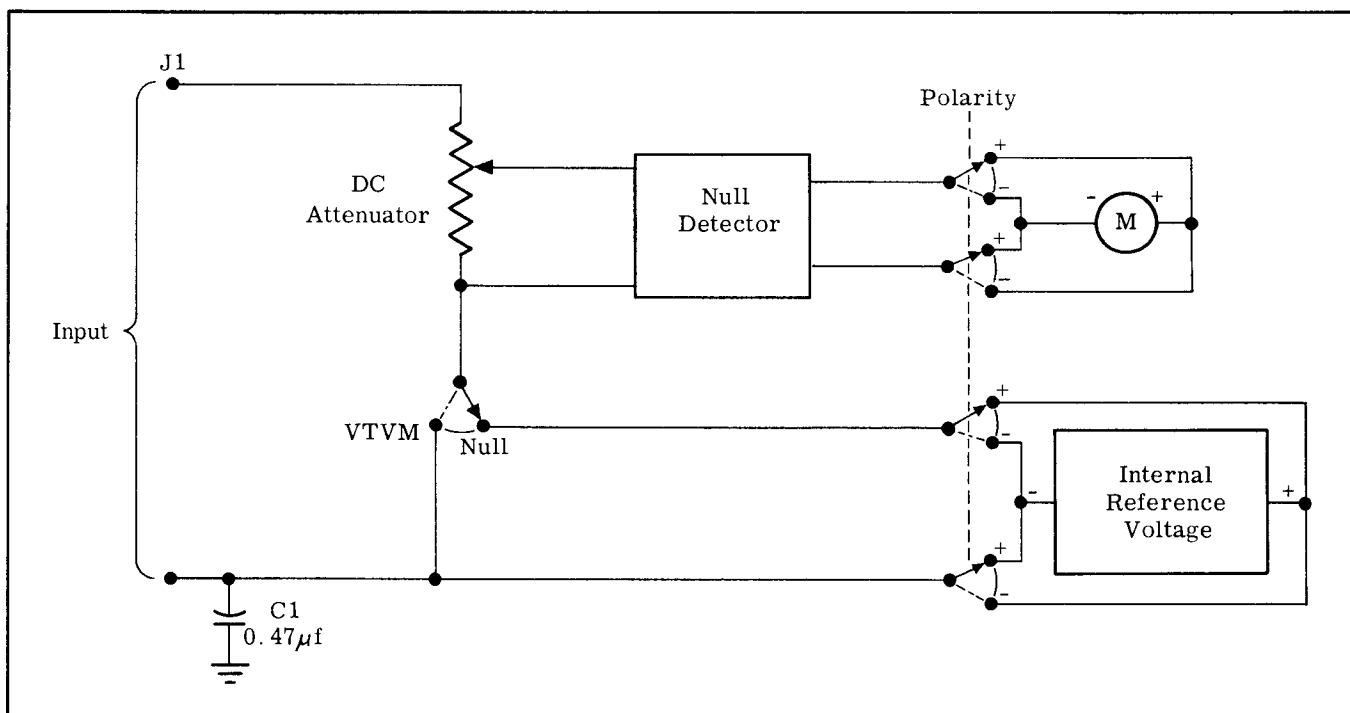 J1
Polarity
+
-
+
-
- +
M
DC
Attenuator
Null
Detector
Input
VTVM
Null
+
-
+
-
- +
Internal
Reference
Voltage
C1
0.47μf